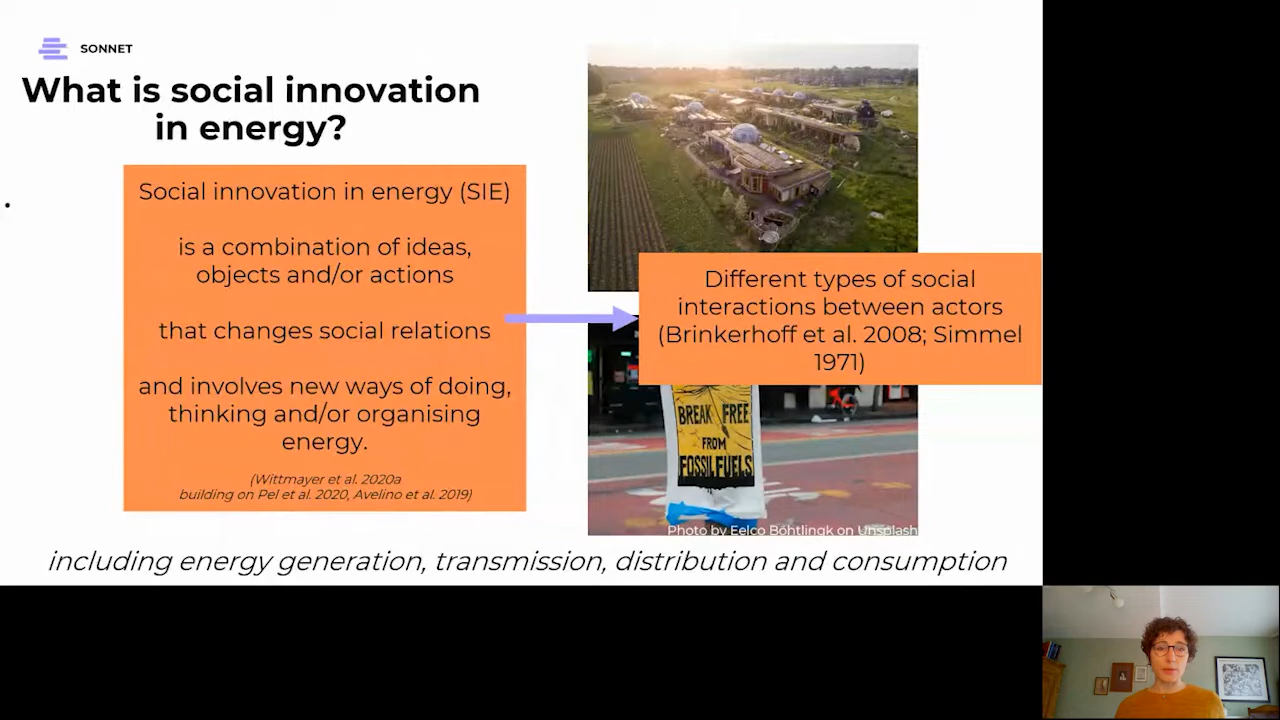 SONNET
What is social innovation
in energy?
Social innovation in energy (SIE)
is a combination of ideas,
objects and/or actions
that changes social relations
and involves new ways of doing,
thinking and/or organising
energy.
(Wittmayer et al. 2020a
building on Pel et al. 2020, Avelino et al. 2019)
Different types of social
interactions between actors
(Brinkerhoff et al. 2008; Simmel
1971)
BREAK FREE
FROM
FOSSIL FUELS
Photo by Eelco Böhtlingk on Unsplash
including energy generation, transmission, distribution and consumption